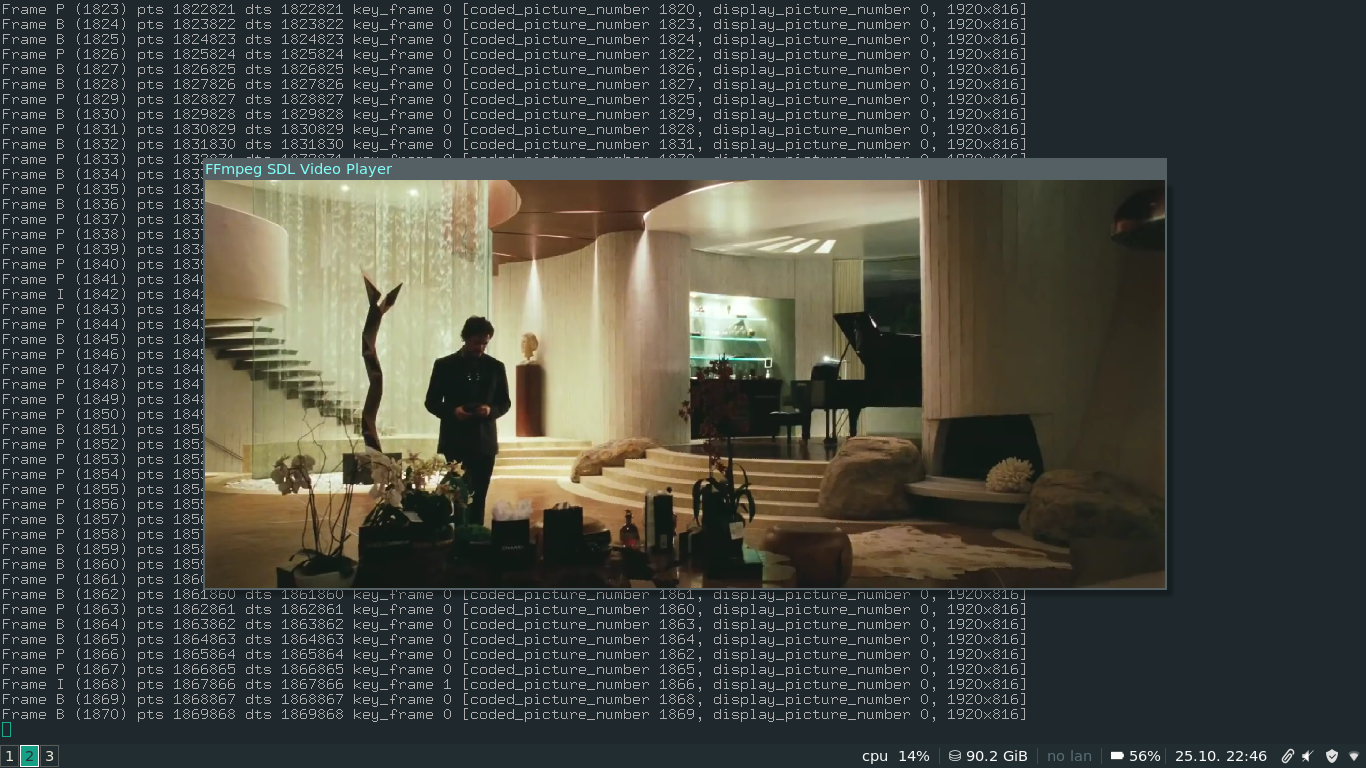 Frame P (1823) pts 1822821 dts 1822821 key_frame 0 [coded_picture_number 1820, display_picture_number 0, 1920x816]
Frame B (1824) pts 1823822 dts 1823822 key_frame 0 [coded_picture_number 1823, display_picture_number 0, 1920x816]
Frame B (1825) pts 1824823 dts 1824823 key_frame 0 [coded_picture_number 1824, display_picture_number 0, 1920x816]
Frame P (1826) pts 1825824 dts 1825824 key_frame 0 [coded_picture_number 1822, display_picture_number 0, 1920x816]
Frame B (1827) pts 1826825 dts 1826825 key_frame 0 [coded_picture_number 1826, display_picture_number 0, 1920x816]
Frame B (1828) pts 1827826 dts 1827826 key_frame 0 [coded_picture_number 1827, display_picture_number 0, 1920x816]
Frame P (1829) pts 1828827 dts 1828827 key_frame 0 [coded_picture_number 1825, display_picture_number 0, 1920x816]
Frame B (1830) pts 1829828 dts 1829828 key_frame 0 [coded_picture_number 1829, display_picture_number 0, 1920x816]
Frame P (1831) pts 1830829 dts 1830829 key_frame 0 [coded_picture_number 1828, display_picture_number 0, 1920x816]
Frame B (1832) pts 1831830 dts 1831830 key_frame 0 [coded_picture_number 1831, display_picture_number 0, 1920x816]
Frame P (1833) pts
FFmpeg SDL Video Player
Frame B (1834) pts
Frame P (1835) pts
Frame B (1836) pts
Frame P (1837) pts
Frame P (1838) pts
Frame P (1839) pts
Frame P (1840) pts
Frame P (1841) pts
Frame I (1842) pts
Frame P (1843) pts
Frame P (1844) pts
Frame B (1845) pts
Frame P (1846) pts
Frame P (1847) pts
Frame P (1848) pts
Frame P (1849) pts
Frame P (1850) pts
Frame B (1851) pts
Frame P (1852) pts
Frame P (1853) pts
Frame P (1854) pts
Frame P (1855) pts
Frame P (1856) pts
Frame B (1857) pts
Frame P (1858) pts
Frame B (1859) pts
Frame B (1860) pts
Frame P (1861) pts
Frame B (1862) pts 1861860 dts 1861860 key_frame 0 [coded_picture_number 1861, display_picture_number 0, 1920x816]
Frame P (1863) pts 1862861 dts 1862861 key_frame 0 [coded_picture_number 1860, display_picture_number 0, 1920x816]
Frame B (1864) pts 1863862 dts 1863862 key_frame 0 [coded_picture_number 1863, display_picture_number 0, 1920x816]
Frame B (1865) pts 1864863 dts 1864863 key_frame 0 [coded_picture_number 1864, display_picture_number 0, 1920x816]
Frame P (1866) pts 1865864 dts 1865864 key_frame 0 [coded_picture_number 1862, display_picture_number 0, 1920x816]
Frame P (1867) pts 1866865 dts 1866865 key_frame 0 [coded_picture_number 1865, display_picture_number 0, 1920x816]
Frame I (1868) pts 1867866 dts 1867866 key_frame 1 [coded_picture_number 1866, display_picture_number 0, 1920x816]
Frame B (1869) pts 1868867 dts 1868867 key_frame 0 [coded_picture_number 1868, display_picture_number 0, 1920x816]
Frame B (1870) pts 1869868 dts 1869868 key_frame 0 [coded_picture_number 1869, display_picture_number 0, 1920x816]
1 2 3 cpu 14% 90.2 GiB no lan 56% 25.10. 22:46